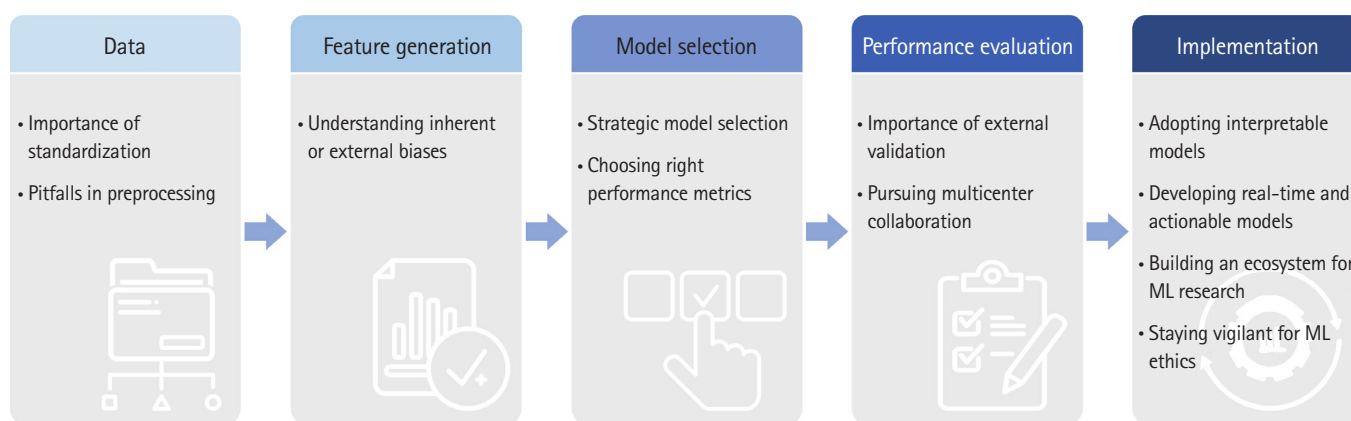 Data
• Importance of
standardization
• Pitfalls in preprocessing
Feature generation
• Understanding inherent
or external biases
Model selection
• Strategic model selection
• Choosing right
performance metrics
Performance evaluation
• Importance of external
validation
• Pursuing multicenter
collaboration
Implementation
• Adopting interpretable
models
• Developing real-time and
actionable models
• Building an ecosystem for
ML research
• Staying vigilant for ML
ethics
ML